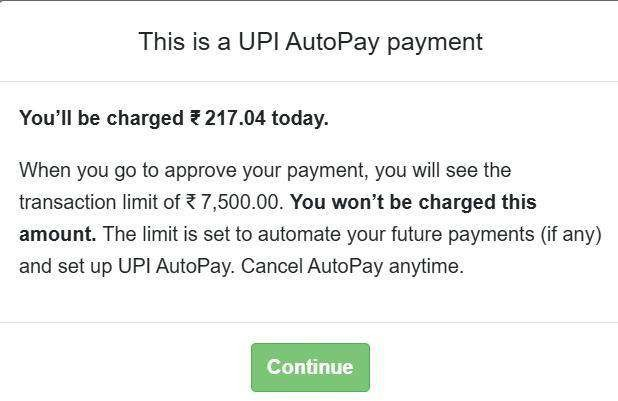 This is a UPI AutoPay payment
You’ll be charged ₹ 217.04 today.
When you go to approve your payment, you will see the
transaction limit of ₹ 7,500.00. You won’t be charged this
amount. The limit is set to automate your future payments (if any)
and set up UPI AutoPay. Cancel AutoPay anytime.
Continue